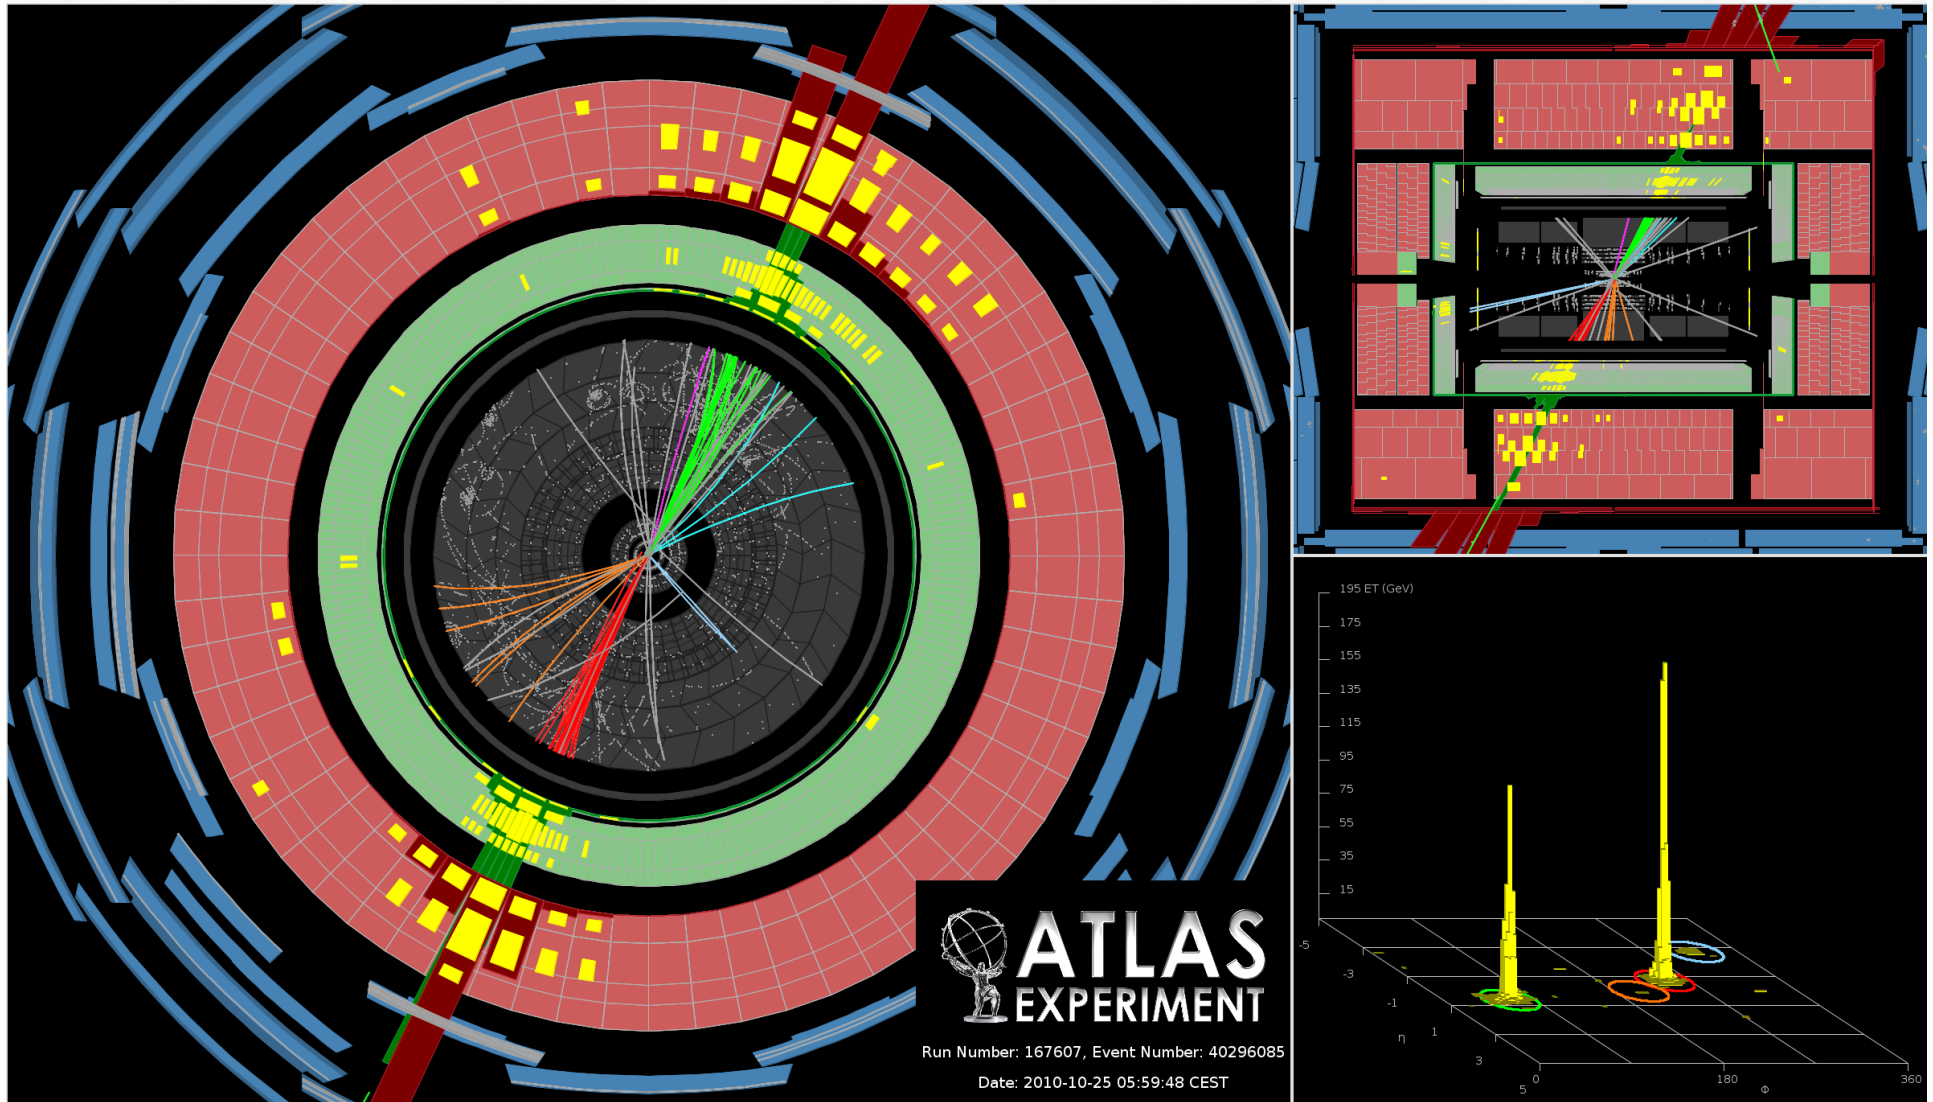 195 ET (GeV)
175
155
135
115
95
75
55
35
15
-5
-3
-1
1
η
3
5
0
180
Φ
360
ATLAS
EXPERIMENT
Run Number: 167607, Event Number: 40296085
Date: 2010-10-25 05:59:48 CEST